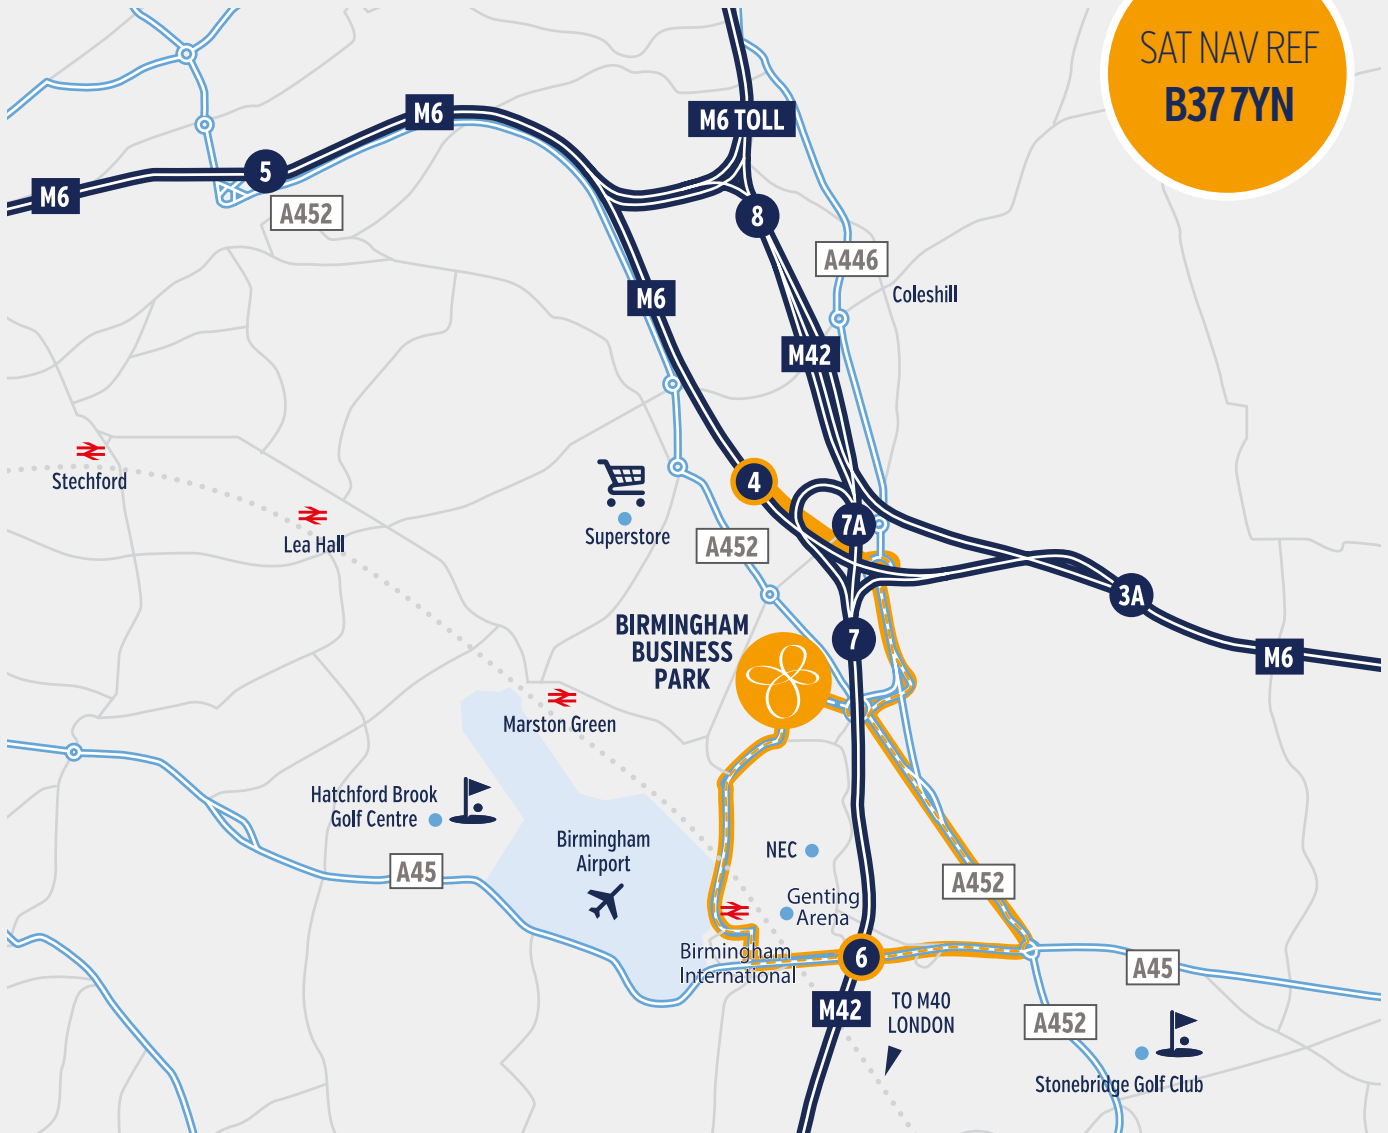 SAT NAV REF
B37 7YN
M6
M6 TOLL
5
M6
A452
8
A446
Coleshill
M6
M42
Stechford
4
Lea Hall
Superstore
7A
A452
3A
BIRMINGHAM
BUSINESS
PARK
7
M6
Marston Green
Hatchford Brook
Golf Centre
Birmingham
Airport
NEC
A45
A452
Genting
Arena
Birmingham
International
6
A45
M42
TO M40
LONDON
A452
Stonebridge Golf Club